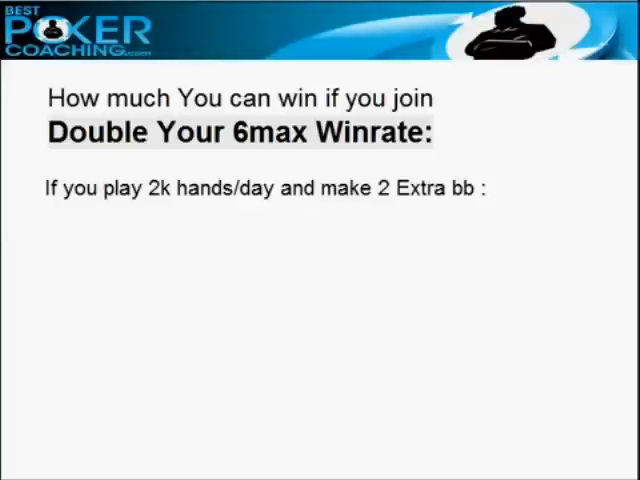 BEST
POKER
COACHING.com
How much You can win if you join
Double Your 6max Winrate:
If you play 2k hands/day and make 2 Extra bb :